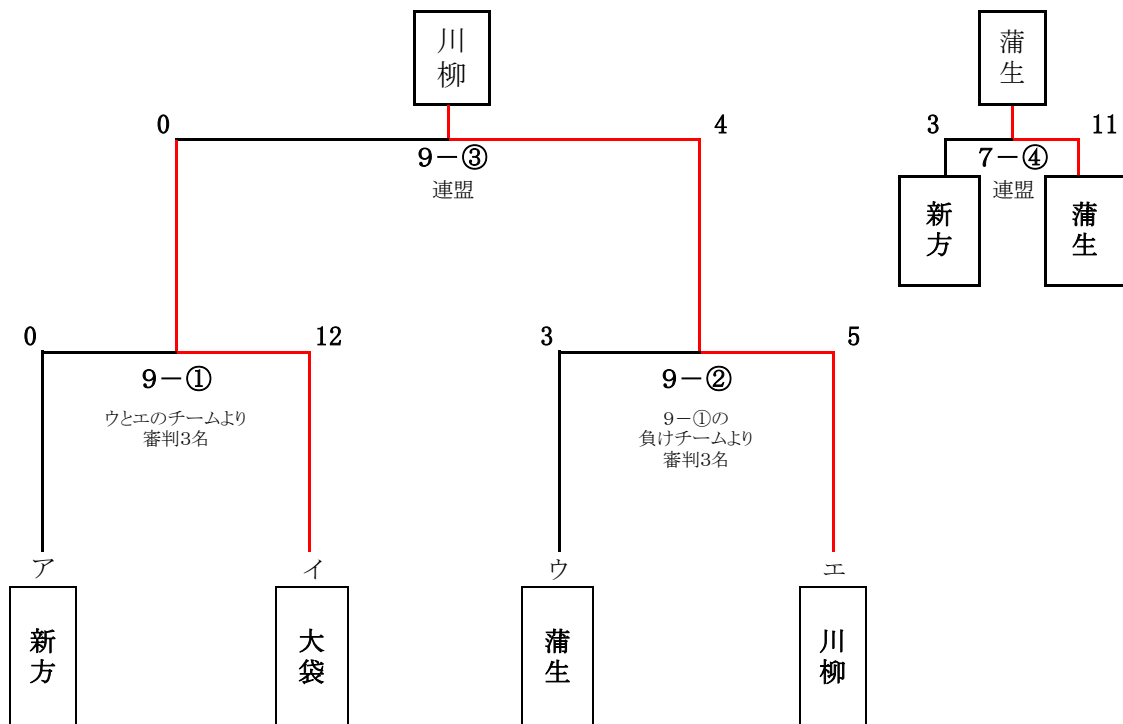 川柳
蒲生
0
4
9－③
連盟
3
11
7－④
連盟
新方
蒲生
0
12
9－①
ウとエのチームより
審判3名
3
5
9－②
9－①の
負けチームより
審判3名
ア
イ
ウ
エ
新方
大袋
蒲生
川柳